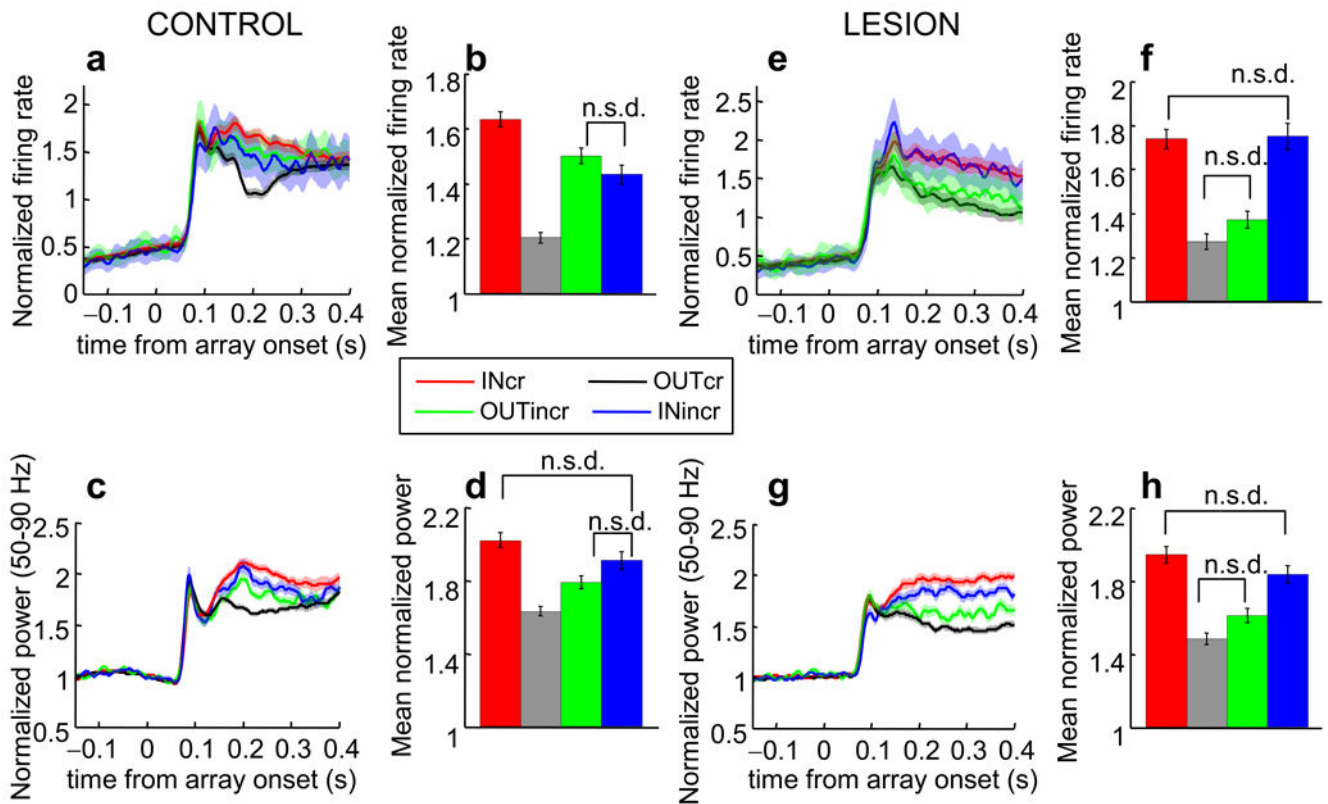 CONTROL
LESION
a
Normalized firing rate
2
1.5
1
0.5
0
−0.1 0 0.1 0.2 0.3 0.4
time from array onset (s)
b
Mean normalized firing rate
1.6
1.4
1.2
1
n.s.d.
e
Normalized firing rate
2.5
2
1.5
1
0.5
0
−0.1 0 0.1 0.2 0.3 0.4
time from array onset (s)
f
Mean normalized firing rate
2
1.8
1.6
1.4
1.2
1
n.s.d.
n.s.d.
INcr OUTcr
OUTincr INincr
c
Normalized power (50-90 Hz)
2.5
2
1.5
1
0.5
−0.1 0 0.1 0.2 0.3 0.4
time from array onset (s)
d
Mean normalized power
2.2
1.8
1.4
1
n.s.d.
n.s.d.
g
Normalized power (50-90 Hz)
2.5
2
1.5
1
0.5
−0.1 0 0.1 0.2 0.3 0.4
time from array onset (s)
h
Mean normalized power
2.2
1.8
1.4
1
n.s.d.
n.s.d.